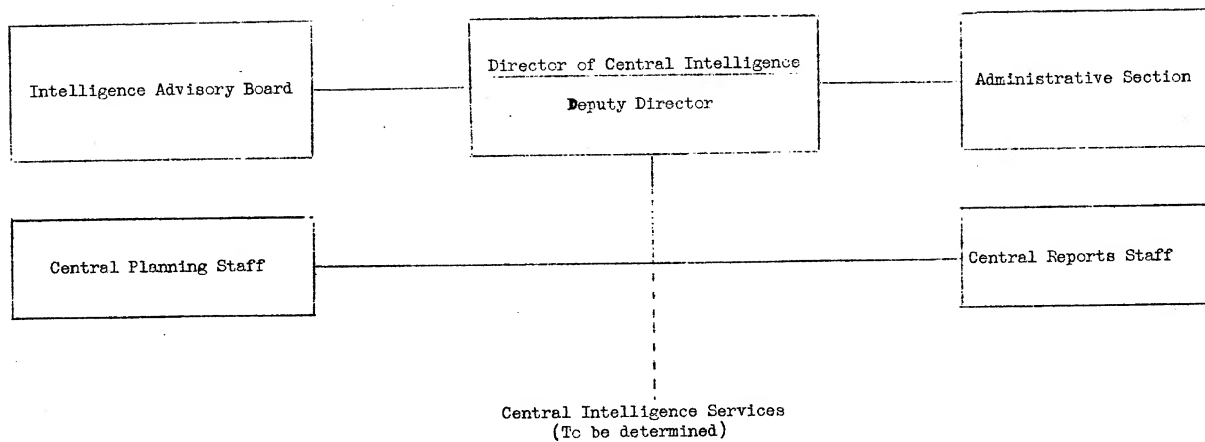 Intelligence Advisory Board
Director of Central Intelligence
Deputy Director
Administrative Section
Central Planning Staff
Central Reports Staff
Central Intelligence Services
(To be determined)